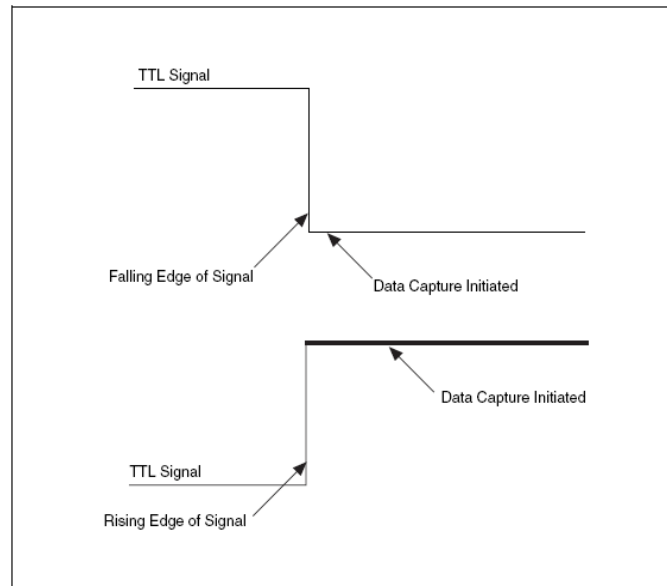 TTL Signal
Falling Edge of Signal
Data Capture Initiated
Data Capture Initiated
TTL Signal
Rising Edge of Signal